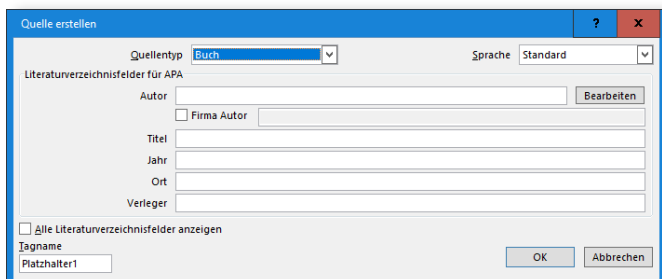 Quelle erstellen ? x
Quellentyp Buch Sprache Standard
Literaturverzeichnisfelder für APA
Autor Bearbeiten
Firma Autor
Titel
Jahr
Ort
Verleger
Alle Literaturverzeichnisfelder anzeigen
Tagname
Platzhalter1 OK Abbrechen